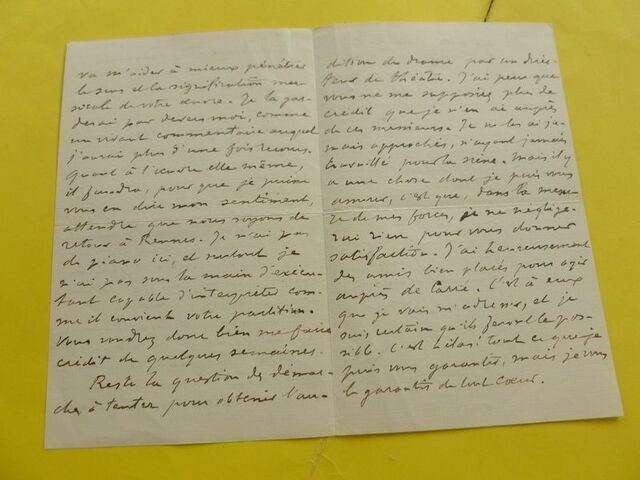 va m'aider à mieux pénétrer
le sens et la signification mu-
sicale de votre œuvre. Je la gar-
derai par devers moi, comme
un vivant commentaire auquel
j'aurai plus d'une fois recours.
Quant à l'œuvre elle même,
il faudra, pour que je puisse
vous en dire mon sentiment,
attendre que nous soyons de
retour à Rennes. Je n'ai pas
de piano ici, et surtout je
n'ai pas sous la main d'exécu-
tant capable d'interpréter com-
me il convient votre partition.
Vous voudrez donc bien me faire
crédit de quelques semaines.
Reste la question des démar-
ches à tenter pour obtenir l'au-
dition du drame par un direc-
teur de théâtre. J'ai peur que
vous ne me supposiez plus de
crédit que je n'en ai auprès
de ces messieurs. Je ne les ai ja-
mais approchés, n'ayant jamais
travaillé pour la scène. Mais il y
a une chose dont je puis vous
assurer, c'est que, dans la mesu-
re de mes forces, je ne néglige-
rai rien pour vous donner
satisfaction. J'ai heureusement
des amis bien placés pour agir
auprès de Carré. C'est à eux
que je vais m'adresser, et je
suis certain qu'ils feront le pos-
sible. C'est hélas! tout ce que je
puis vous garantir, mais je vous
le garantis de tout cœur.